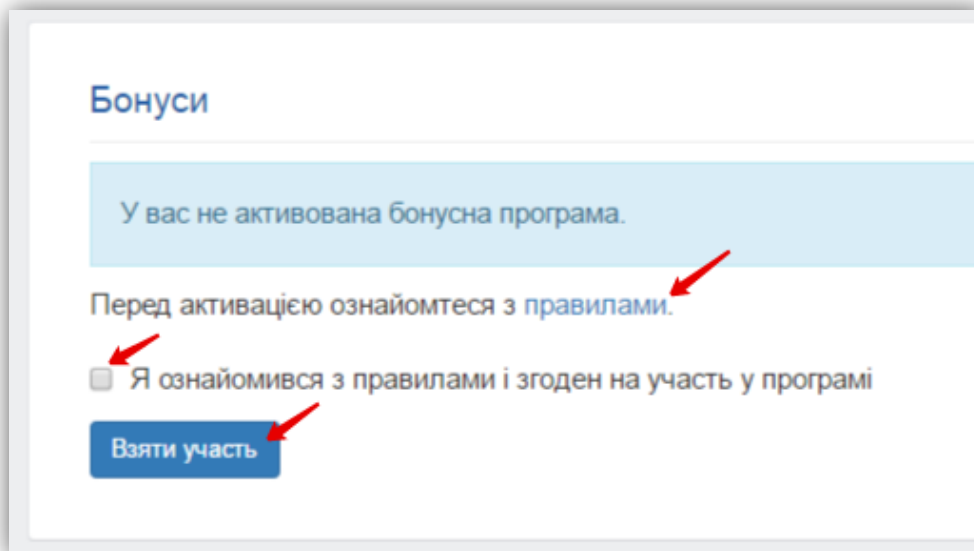 Бонуси
У вас не активована бонусна програма.
Перед активацією ознайомтеся з правилами.
Я ознайомився з правилами і згоден на участь у програмі
Взяти участь